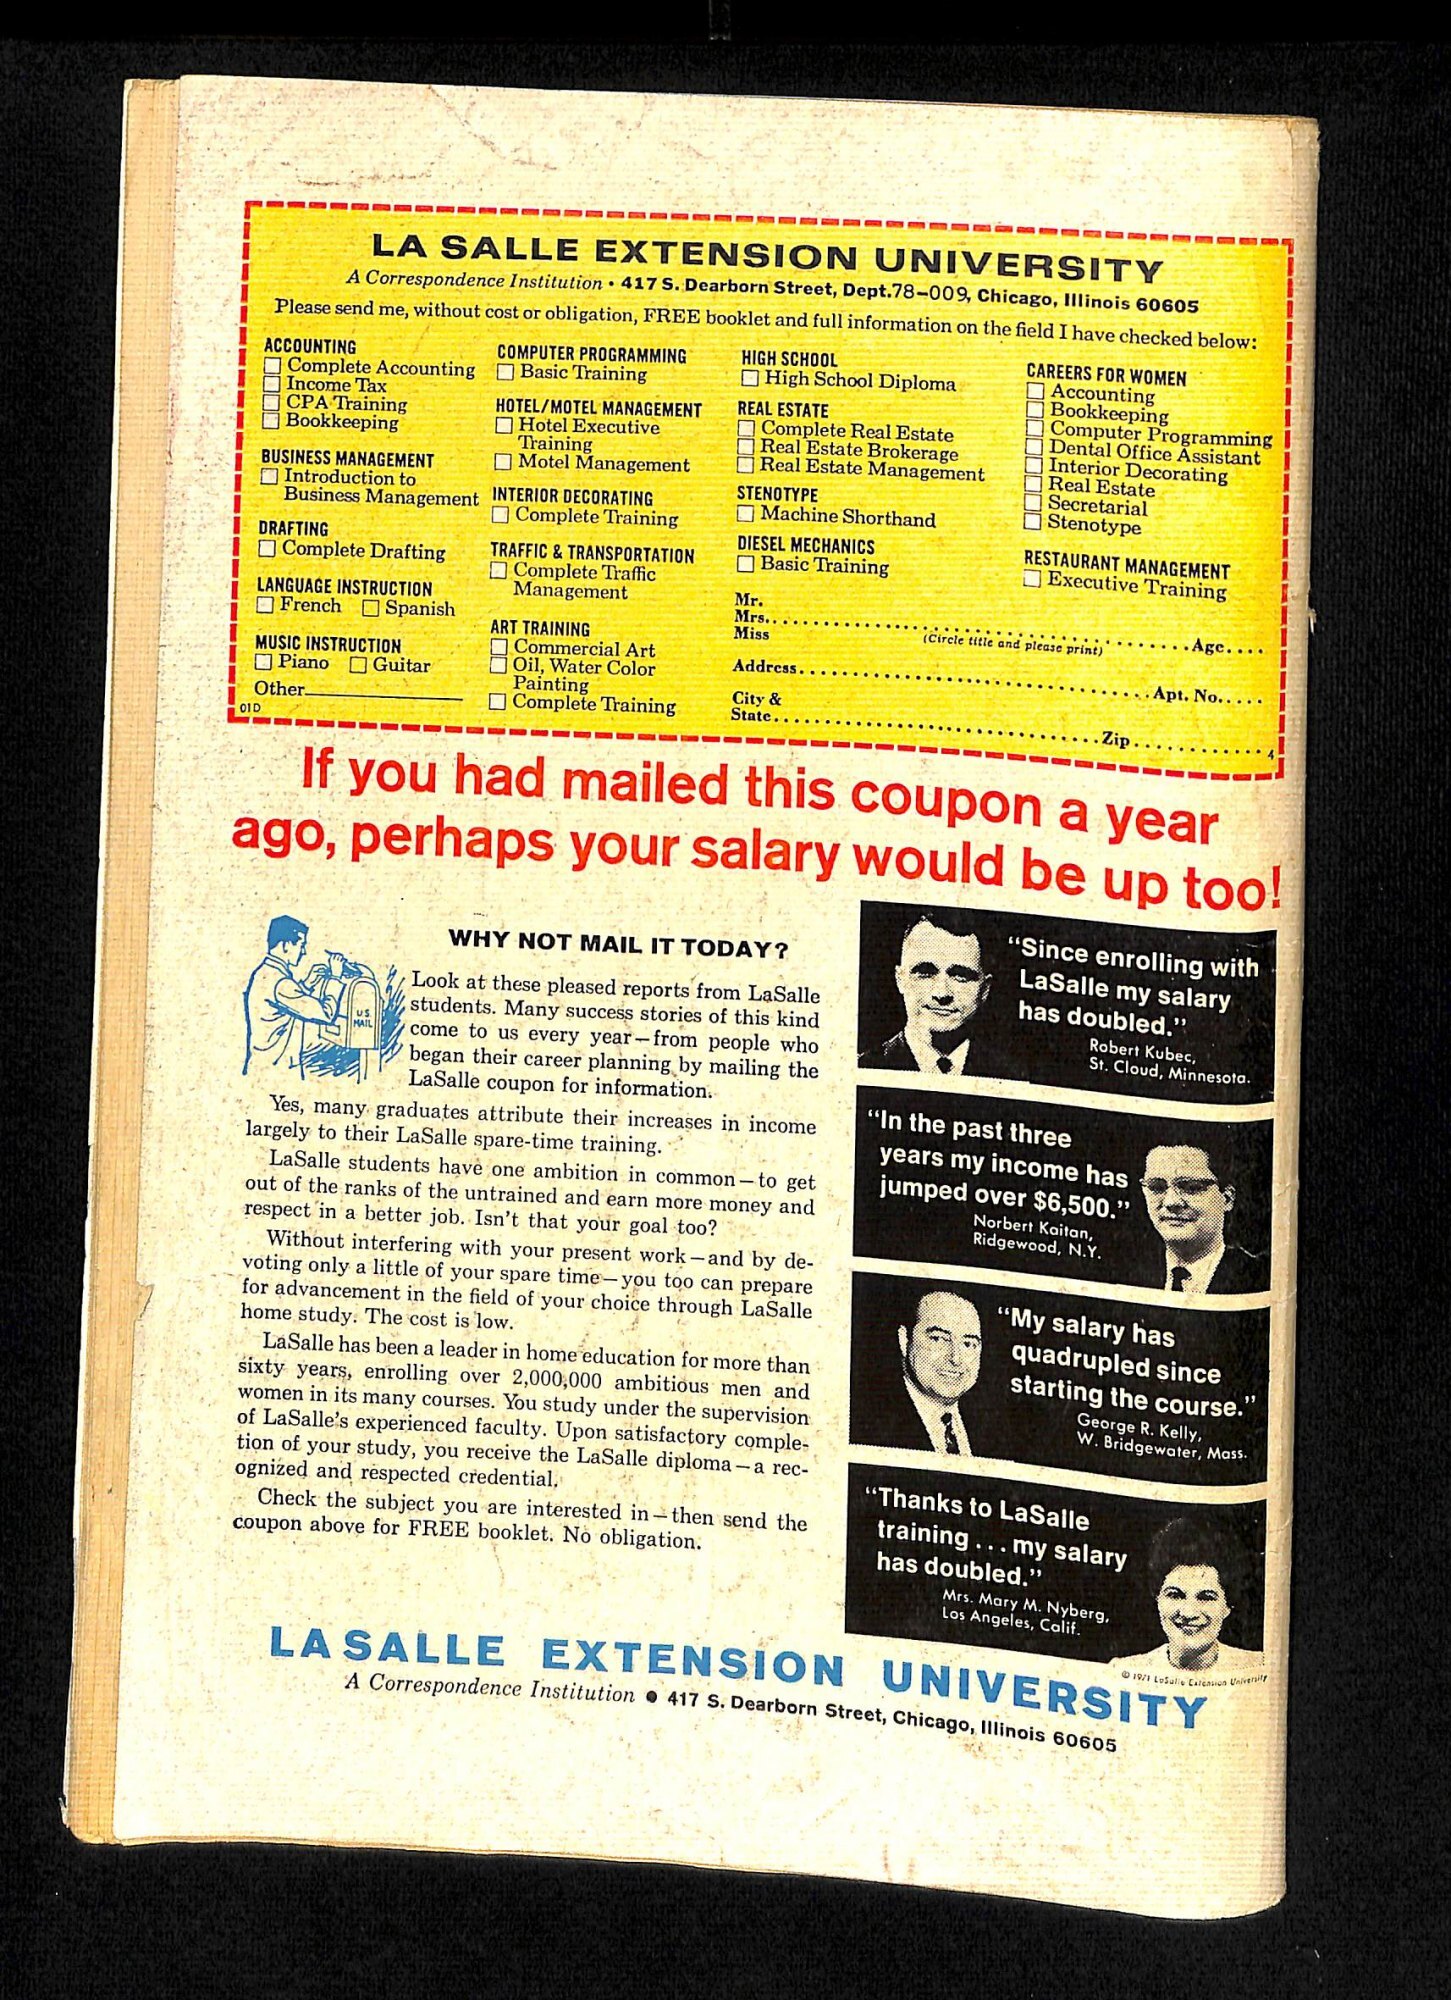 LA SALLE EXTENSION UNIVERSITY
A Correspondence Institution • 417 S. Dearborn Street, Dept.78-009, Chicago, Illinois 60605
Please send me, without cost or obligation, FREE booklet and full information on the field I have checked below:
ACCOUNTING
Complete Accounting
Income Tax
CPA Training
Bookkeeping
BUSINESS MANAGEMENT
Introduction to
Business Management
DRAFTING
Complete Drafting
LANGUAGE INSTRUCTION
French Spanish
MUSIC INSTRUCTION
Piano Guitar
Other
01D
COMPUTER PROGRAMMING
Basic Training
HOTEL/MOTEL MANAGEMENT
Hotel Executive
Training
Motel Management
INTERIOR DECORATING
Complete Training
TRAFFIC & TRANSPORTATION
Complete Traffic
Management
ART TRAINING
Commercial Art
Oil, Water Color
Painting
Complete Training
HIGH SCHOOL
High School Diploma
REAL ESTATE
Complete Real Estate
Real Estate Brokerage
Real Estate Management
STENOTYPE
Machine Shorthand
DIESEL MECHANICS
Basic Training
CAREERS FOR WOMEN
Accounting
Bookkeeping
Computer Programming
Dental Office Assistant
Interior Decorating
Real Estate
Secretarial
Stenotype
RESTAURANT MANAGEMENT
Executive Training
Mr.
Mrs. Age
Miss (Circle title and please print)
Address Apt. No.
City &
State Zip
4
If you had mailed this coupon a year
ago, perhaps your salary would be up too!
WHY NOT MAIL IT TODAY?
U.S.
MAIL
Look at these pleased reports from LaSalle
students. Many success stories of this kind
come to us every year—from people who
began their career planning by mailing the
LaSalle coupon for information.
Yes, many graduates attribute their increases in income
largely to their LaSalle spare-time training.
LaSalle students have one ambition in common—to get
out of the ranks of the untrained and earn more money and
respect in a better job. Isn't that your goal too?
Without interfering with your present work—and by de-
voting only a little of your spare time—you too can prepare
for advancement in the field of your choice through LaSalle
home study. The cost is low.
LaSalle has been a leader in home education for more than
sixty years, enrolling over 2,000,000 ambitious men and
women in its many courses. You study under the supervision
of LaSalle's experienced faculty. Upon satisfactory comple-
tion of your study, you receive the LaSalle diploma—a rec-
ognized and respected credential.
Check the subject you are interested in—then send the
coupon above for FREE booklet. No obligation.
"Since enrolling with
LaSalle my salary
has doubled."
Robert Kubec,
St. Cloud, Minnesota.
"In the past three
years my income has
jumped over $6,500."
Norbert Kaitan,
Ridgewood, N.Y.
"My salary has
quadrupled since
starting the course."
George R. Kelly,
W. Bridgewater, Mass.
"Thanks to LaSalle
training . . . my salary
has doubled."
Mrs. Mary M. Nyberg,
Los Angeles, Calif.
© 1971 LaSalle Extension University
LASALLE EXTENSION UNIVERSITY
A Correspondence Institution ● 417 S. Dearborn Street, Chicago, Illinois 60605